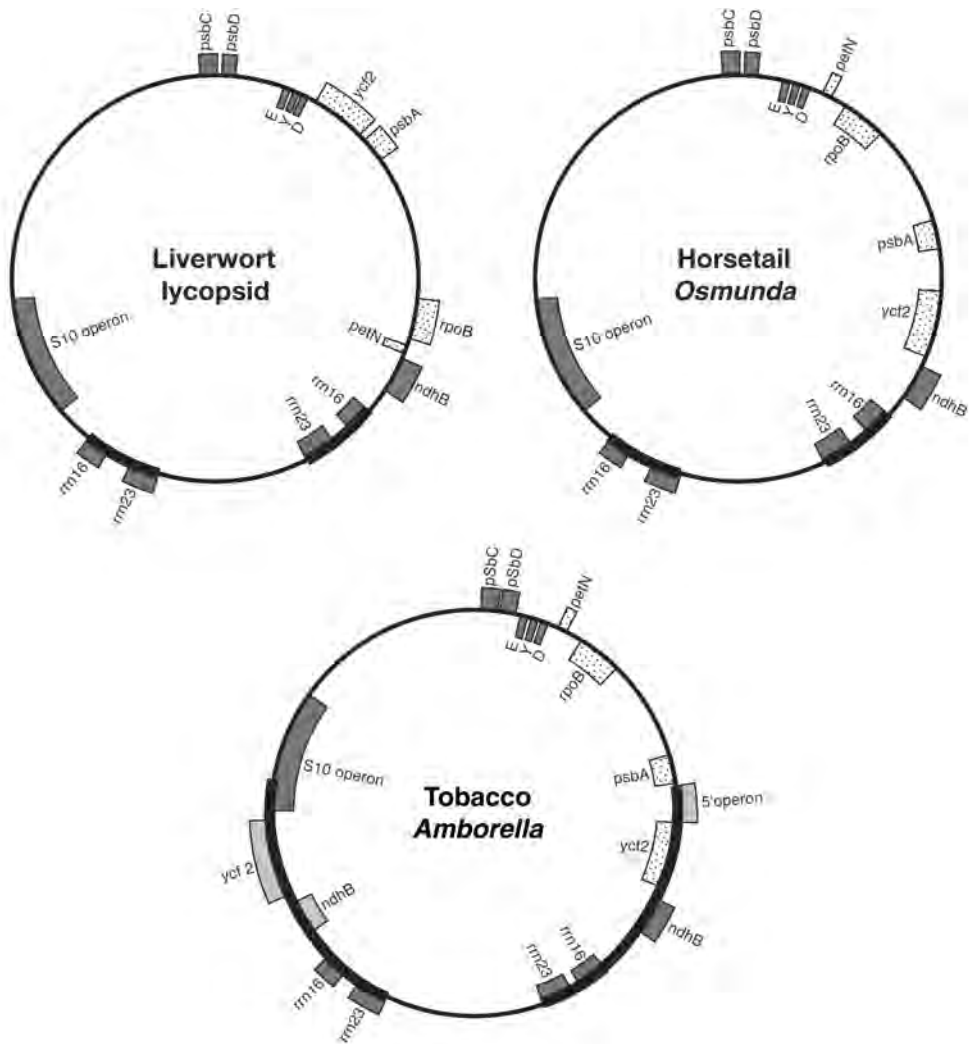 psbC
psbD
E
Y
D
ycf2
psbA
Liverwort
lycopsid
S10 operon
rpoB
petN
ndhB
rrn16
rrn23
rrn16
rrn23
psbC
psbD
E
Y
D
petN
rpoB
psbA
Horsetail
Osmunda
ycf2
S10 operon
ndhB
rrn16
rrn23
rrn16
rrn23
pSbC
pSbD
E
Y
D
petN
rpoB
S10 operon
psbA
5'operon
Tobacco
Amborella
ycf2
ycf 2
ndhB
ndhB
rrn16
rrn23
rrn16
rrn23